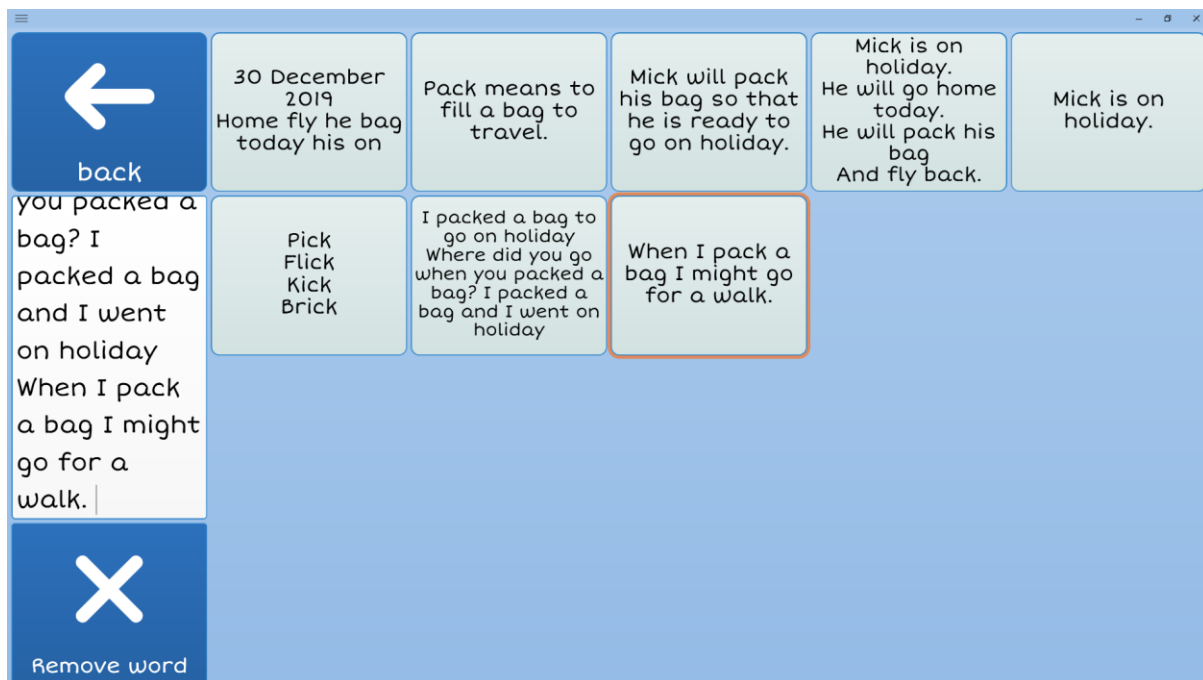 back
30 December
2019
Home fly he bag
today his on
Pack means to
fill a bag to
travel.
Mick will pack
his bag so that
he is ready to
go on holiday.
Mick is on
holiday.
He will go home
today.
He will pack his
bag
And fly back.
Mick is on
holiday.
you packed a
bag? I
packed a bag
and I went
on holiday
When I pack
a bag I might
go for a
walk.
Pick
Flick
Kick
Brick
I packed a bag to
go on holiday
Where did you go
when you packed a
bag? I packed a
bag and I went on
holiday
When I pack a
bag I might go
for a walk.
Remove word